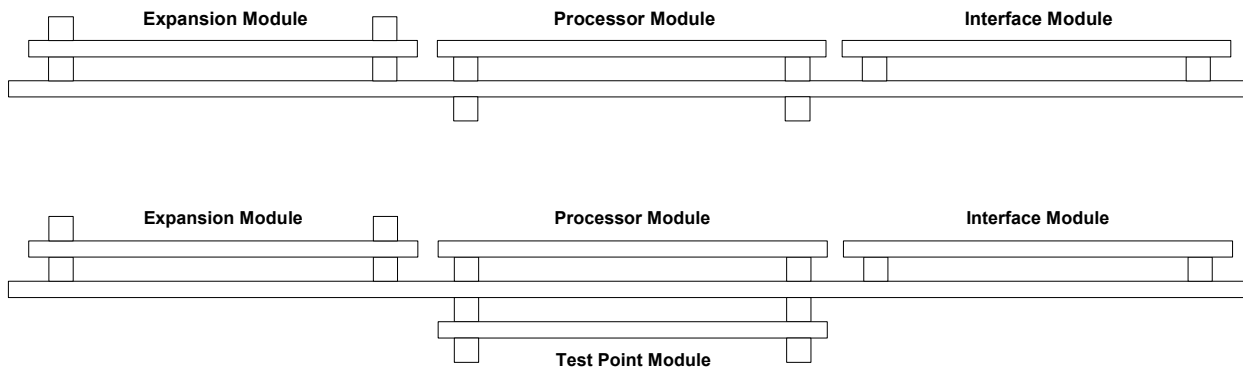 Expansion Module
Processor Module
Interface Module
Expansion Module
Processor Module
Interface Module
Test Point Module